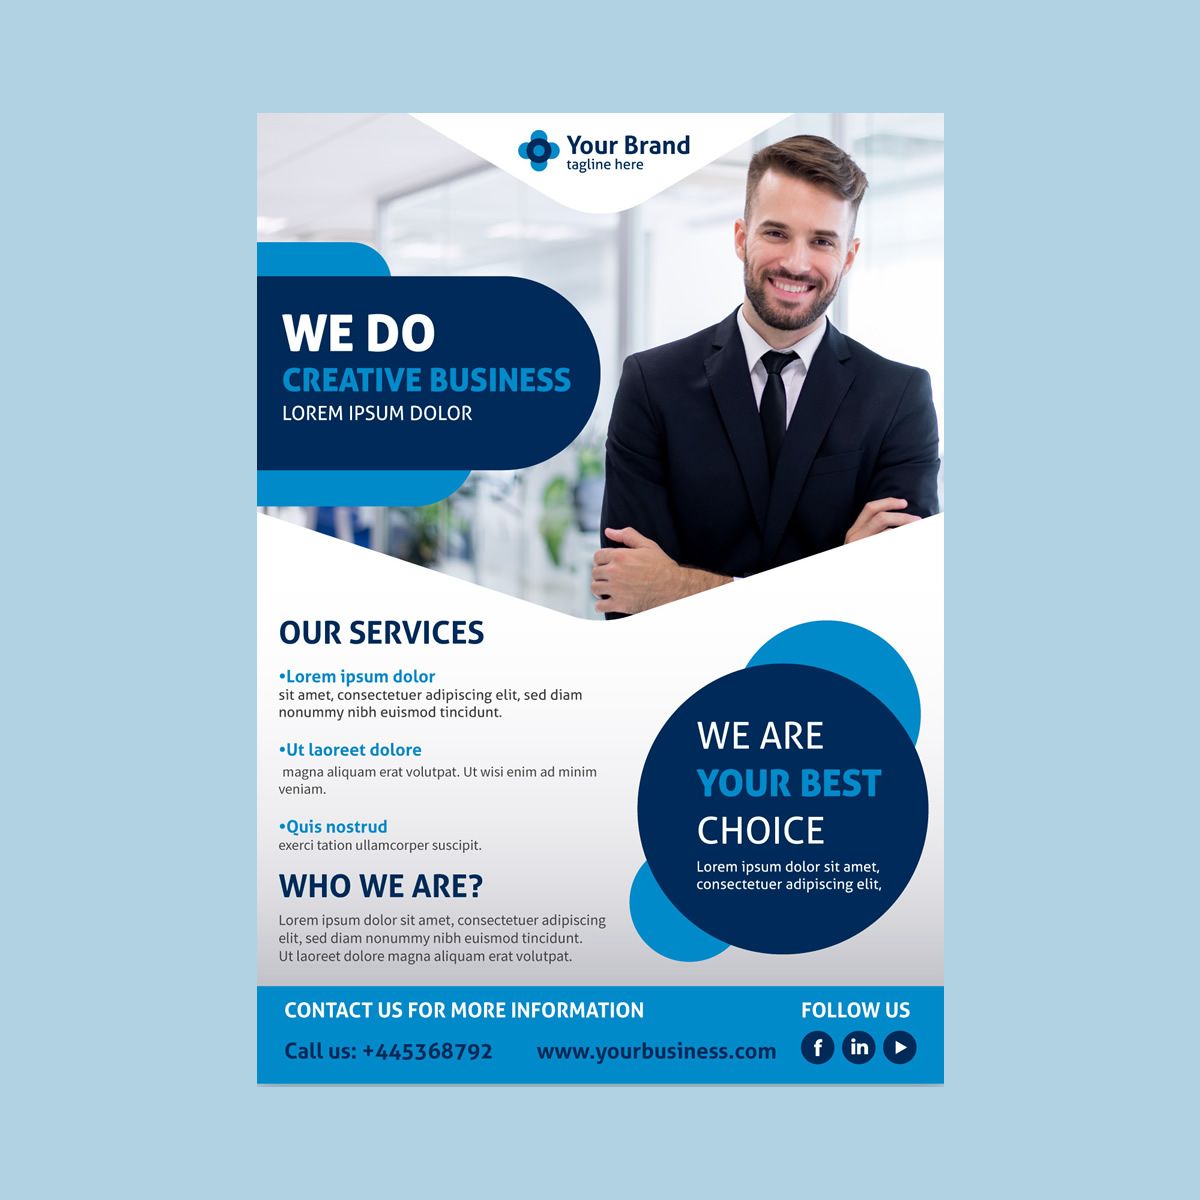 Your Brand
tagline here
WE DO
CREATIVE BUSINESS
LOREM IPSUM DOLOR
OUR SERVICES
•Lorem ipsum dolor
sit amet, consectetuer adipiscing elit, sed diam
nonummy nibh euismod tincidunt.
•Ut laoreet dolore
magna aliquam erat volutpat. Ut wisi enim ad minim
veniam.
•Quis nostrud
exerci tation ullamcorper suscipit.
WHO WE ARE?
Lorem ipsum dolor sit amet, consectetuer adipiscing
elit, sed diam nonummy nibh euismod tincidunt.
Ut laoreet dolore magna aliquam erat volutpat.
WE ARE
YOUR BEST
CHOICE
Lorem ipsum dolor sit amet,
consectetuer adipiscing elit,
CONTACT US FOR MORE INFORMATION
Call us: +445368792
www.yourbusiness.com
FOLLOW US
f
in